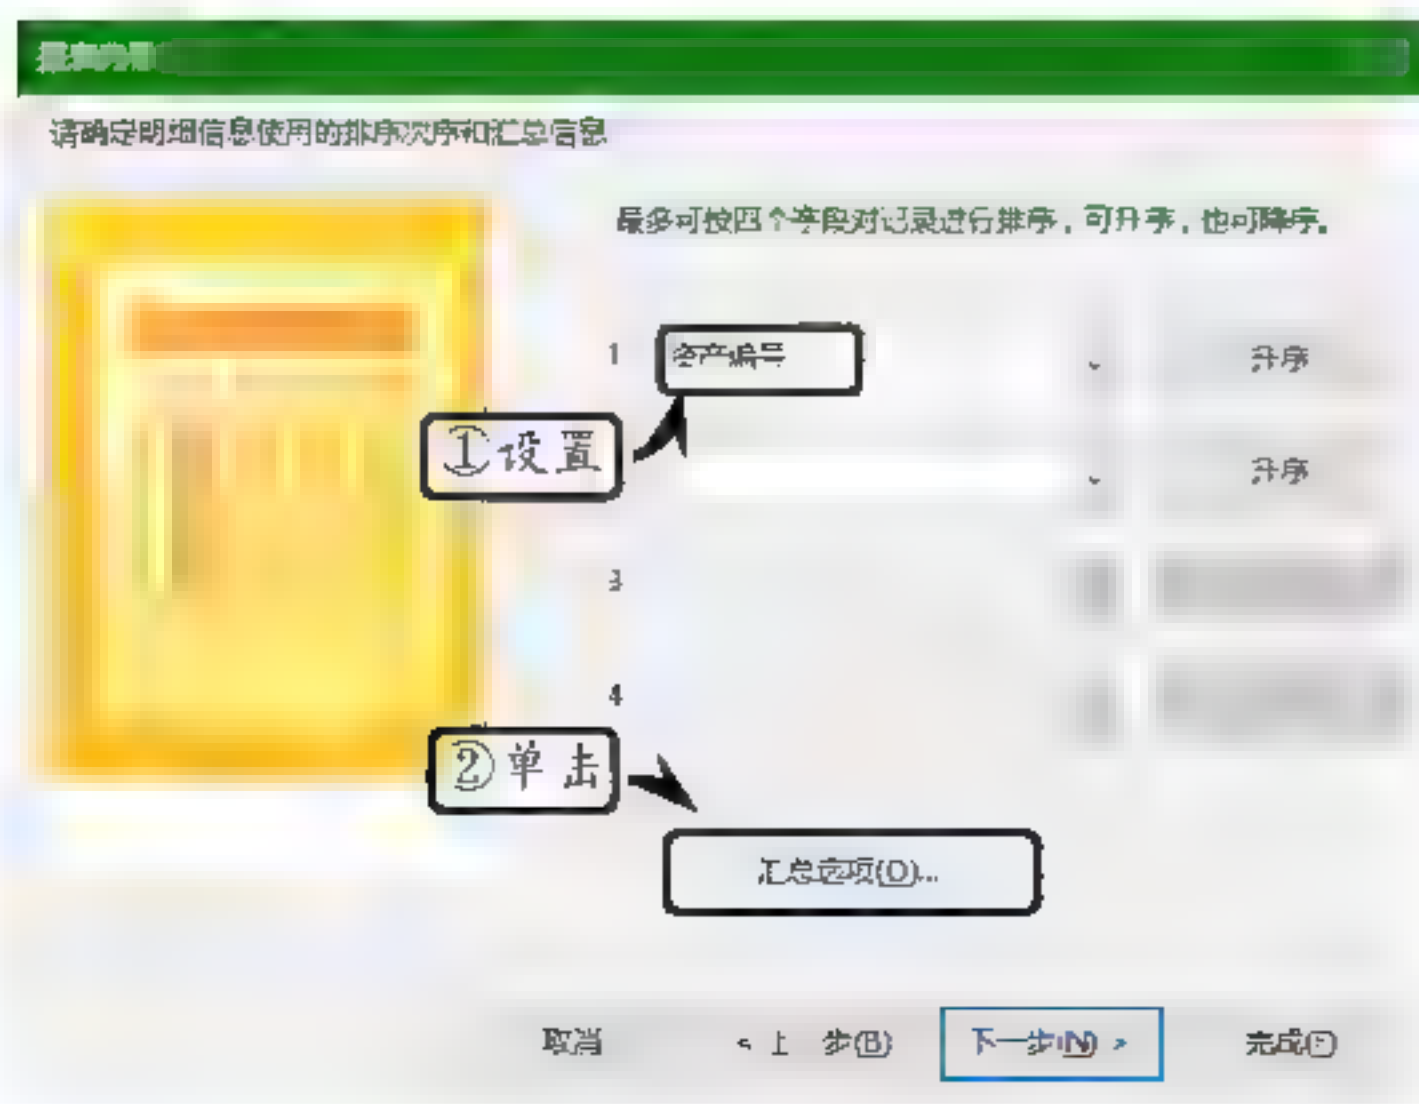 请确定明细信息使用的排序次序和汇总信息
最多可按四个字段对记录进行排序，可升序，也可降序。
1 资产编号 升序
①设置
升序
3
4
②单击
汇总选项(O)...
取消 < 上一步(B) 下一步(N) > 完成(F)